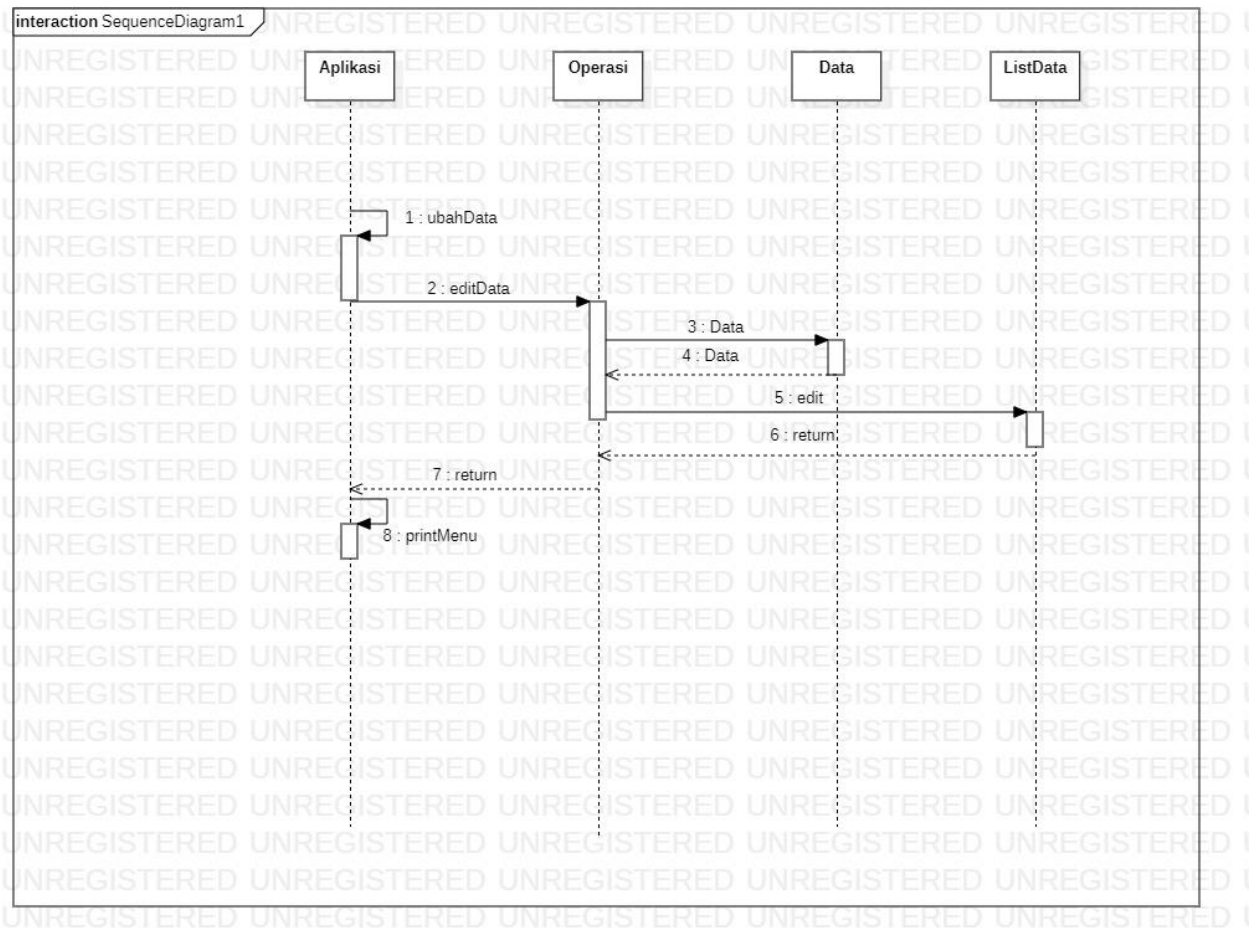 interaction SequenceDiagram1
Aplikasi
Operasi
Data
ListData
1 : ubahData
2 : editData
3 : Data
4 : Data
5 : edit
6 : return
7 : return
8 : printMenu
UNREGISTERED